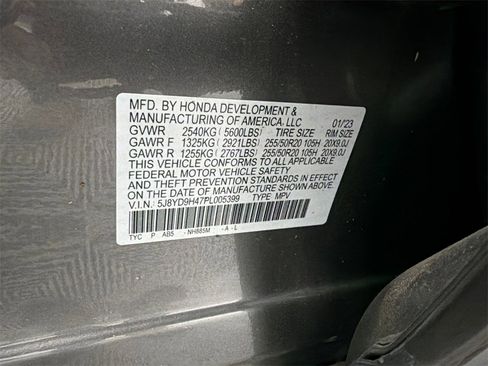 MFD. BY HONDA DEVELOPMENT &
MANUFACTURING OF AMERICA, LLC 01/23
GVWR 2540KG (5600LBS) TIRE SIZE RIM SIZE
GAWR F 1325KG (2921LBS) 255/50R20 105H 20X9.0J
GAWR R 1255KG (2767LBS) 255/50R20 105H 20X9.0J
THIS VEHICLE CONFORMS TO ALL APPLICABLE
FEDERAL MOTOR VEHICLE SAFETY
AND THEFT PREVENTION STANDARDS IN EFFECT
ON THE DATE OF MANUFACTURE SHOWN ABOVE.
V.I.N.: 5J8YD9H47PL005399 TYPE: MPV
TYC P AB5 - NH885M - A - L